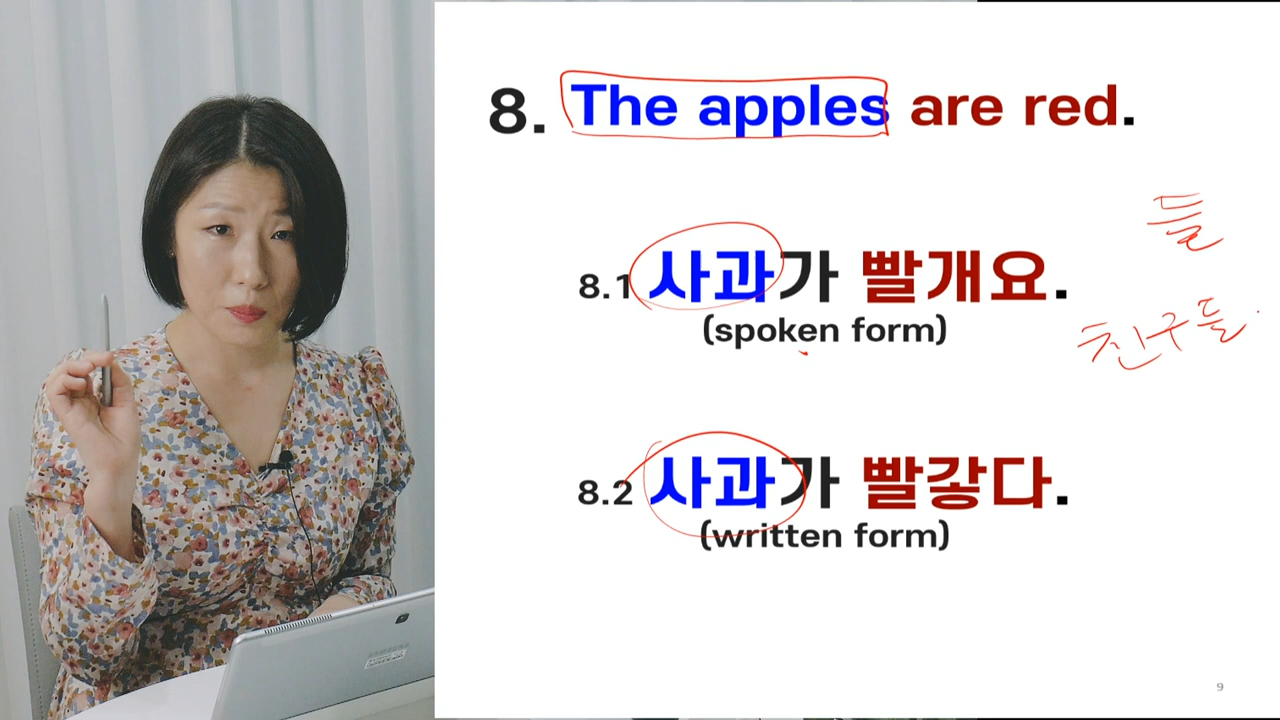 8. The apples are red.
들
8.1 사과가 빨개요.
(spoken form)
친구들.
8.2 사과가 빨갛다.
(written form)
9